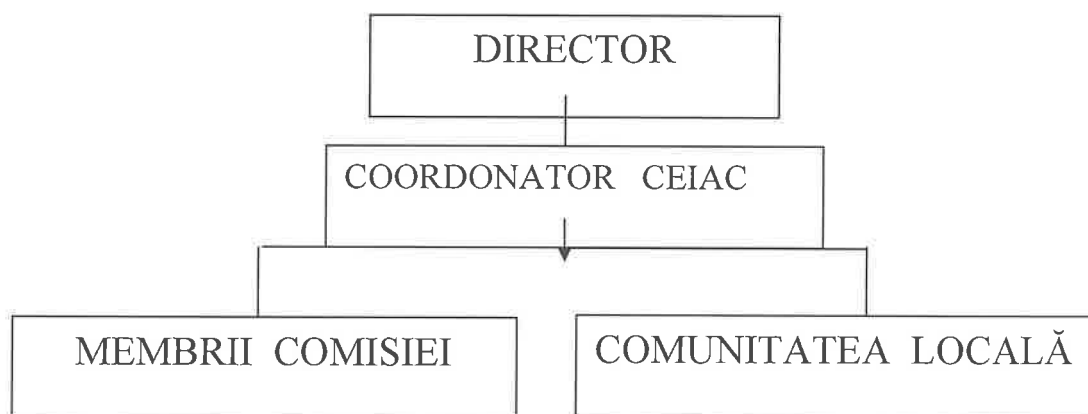 DIRECTOR
COORDONATOR CEIAC
MEMBRII COMISIEI
COMUNITATEA LOCALĂ